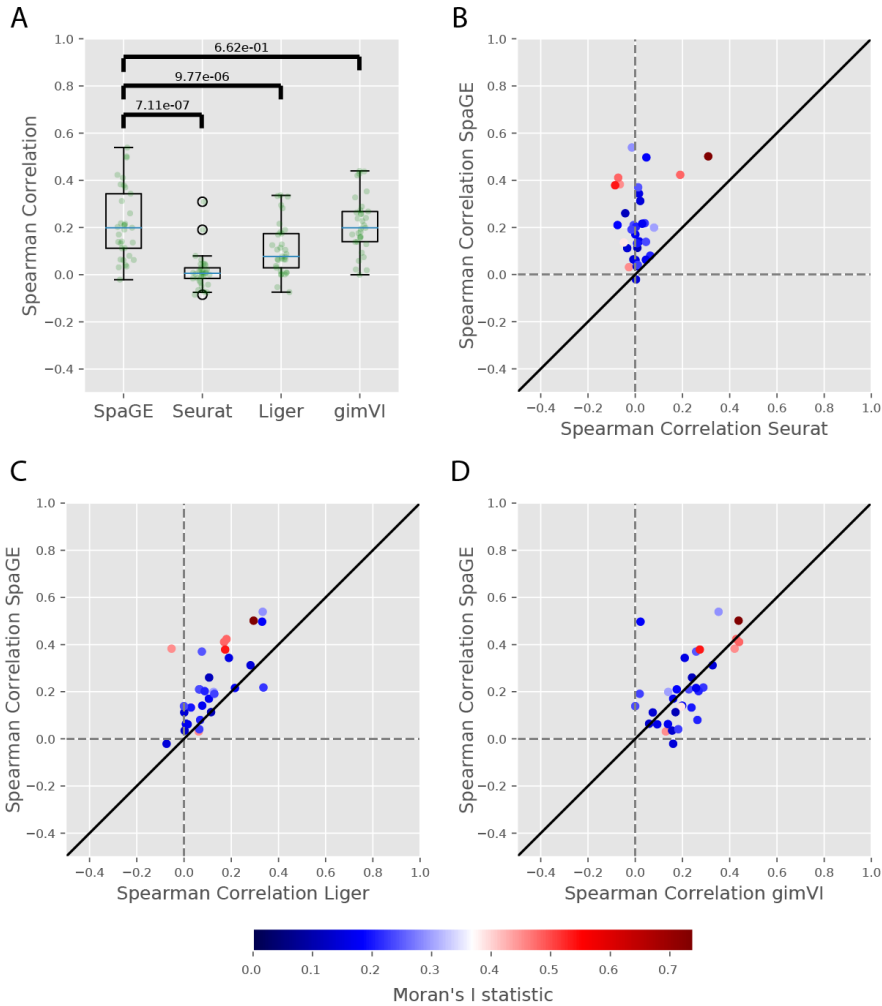 A
1.0
0.8
0.6
0.4
0.2
0.0
−0.2
−0.4
Spearman Correlation
6.62e-01
9.77e-06
7.11e-07
SpaGE Seurat Liger gimVI
B
1.0
0.8
0.6
0.4
0.2
0.0
−0.2
−0.4
Spearman Correlation SpaGE
−0.4 −0.2 0.0 0.2 0.4 0.6 0.8 1.0
Spearman Correlation Seurat
C
1.0
0.8
0.6
0.4
0.2
0.0
−0.2
−0.4
Spearman Correlation SpaGE
−0.4 −0.2 0.0 0.2 0.4 0.6 0.8 1.0
Spearman Correlation Liger
D
1.0
0.8
0.6
0.4
0.2
0.0
−0.2
−0.4
Spearman Correlation SpaGE
−0.4 −0.2 0.0 0.2 0.4 0.6 0.8 1.0
Spearman Correlation gimVI
0.0 0.1 0.2 0.3 0.4 0.5 0.6 0.7
Moran's I statistic